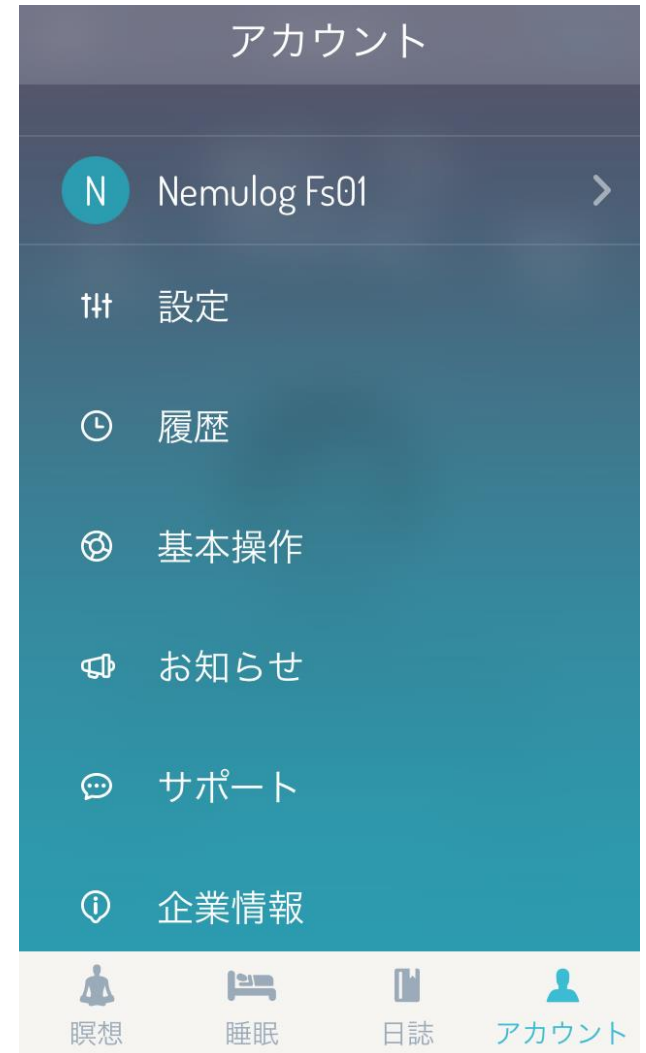 アカウント
N Nemulog Fs01
設定
履歴
基本操作
お知らせ
サポート
企業情報
瞑想 睡眠 日誌 アカウント